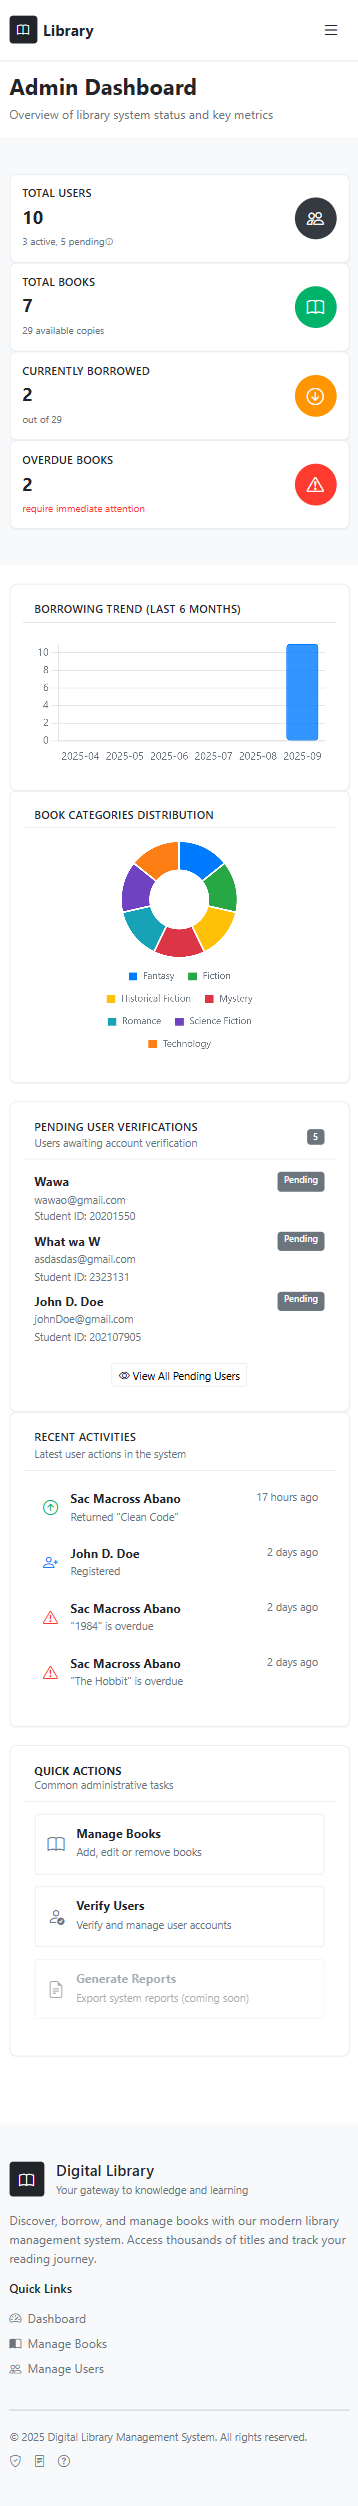 Library
Admin Dashboard
Overview of library system status and key metrics
TOTAL USERS
10
3 active, 5 pending
TOTAL BOOKS
7
29 available copies
CURRENTLY BORROWED
2
out of 29
OVERDUE BOOKS
2
require immediate attention
BORROWING TREND (LAST 6 MONTHS)
10
8
6
4
2
0
2025-04 2025-05 2025-06 2025-07 2025-08 2025-09
BOOK CATEGORIES DISTRIBUTION
Fantasy Fiction
Historical Fiction Mystery
Romance Science Fiction
Technology
PENDING USER VERIFICATIONS
Users awaiting account verification
5
Wawa Pending
wawao@gmail.com
Student ID: 20201550
What wa W Pending
asdasdas@gmail.com
Student ID: 2323131
John D. Doe Pending
johnDoe@gmail.com
Student ID: 202107905
View All Pending Users
RECENT ACTIVITIES
Latest user actions in the system
Sac Macross Abano 17 hours ago
Returned "Clean Code"
John D. Doe 2 days ago
Registered
Sac Macross Abano 2 days ago
"1984" is overdue
Sac Macross Abano 2 days ago
"The Hobbit" is overdue
QUICK ACTIONS
Common administrative tasks
Manage Books
Add, edit or remove books
Verify Users
Verify and manage user accounts
Generate Reports
Export system reports (coming soon)
Digital Library
Your gateway to knowledge and learning
Discover, borrow, and manage books with our modern library
management system. Access thousands of titles and track your
reading journey.
Quick Links
Dashboard
Manage Books
Manage Users
© 2025 Digital Library Management System. All rights reserved.